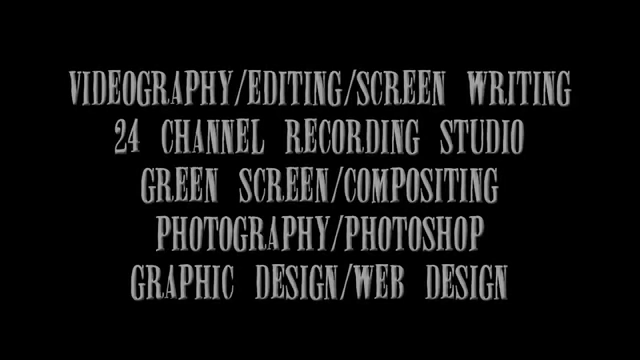 VIDEOGRAPHY/EDITING/SCREEN WRITING
24 CHANNEL RECORDING STUDIO
GREEN SCREEN/COMPOSITING
PHOTOGRAPHY/PHOTOSHOP
GRAPHIC DESIGN/WEB DESIGN